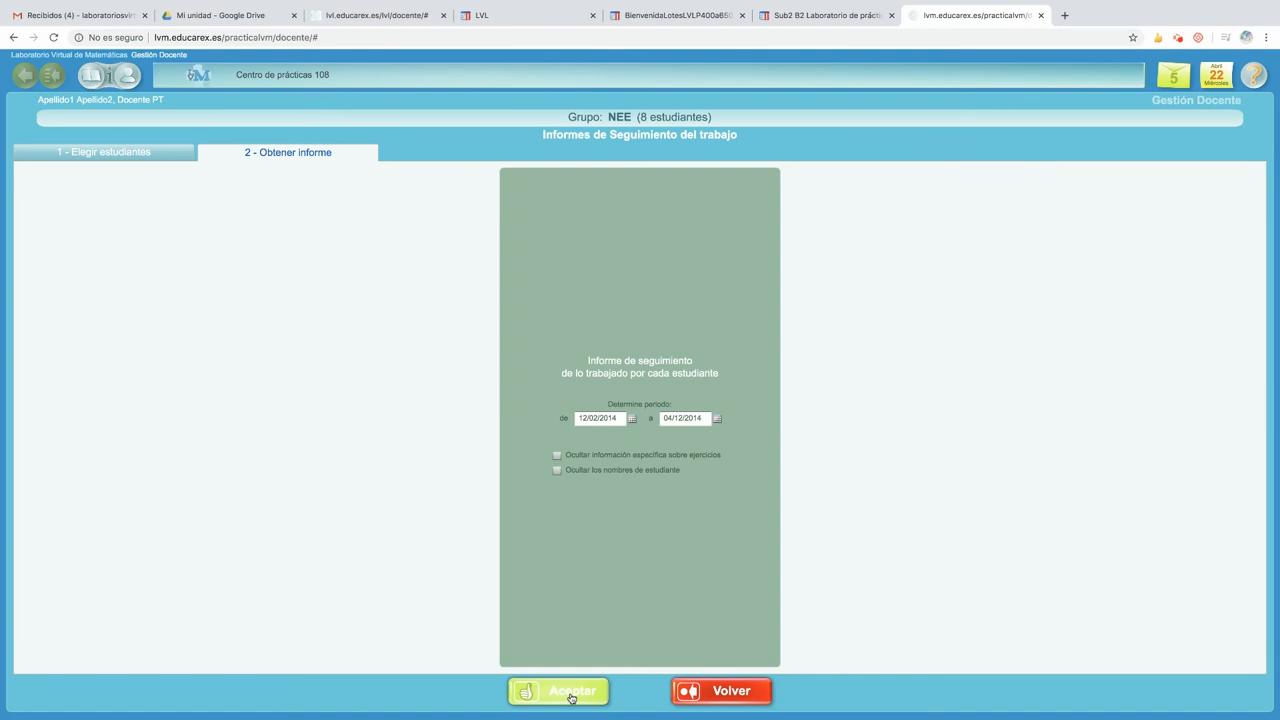 Recibidos (4) - laboratoriosvirt
Mi unidad - Google Drive
lvl.educarex.es/lvl/docente/#
LVL
BienvenidaLotesLVLP400a650.
Sub2 B2 Laboratorio de prácti
lvm.educarex.es/practicalvm/d
No es seguro
lvm.educarex.es/practicalvm/docente/#
Laboratorio Virtual de Matemáticas Gestión Docente
Centro de prácticas 108
5
Abril
22
Miércoles
?
Apellido1 Apellido2, Docente PT
Gestión Docente
Grupo: NEE (8 estudiantes)
Informes de Seguimiento del trabajo
1 - Elegir estudiantes
2 - Obtener informe
Informe de seguimiento
de lo trabajado por cada estudiante
Determine periodo:
de 12/02/2014 a 04/12/2014
Ocultar información específica sobre ejercicios
Ocultar los nombres de estudiante
Aceptar
Volver